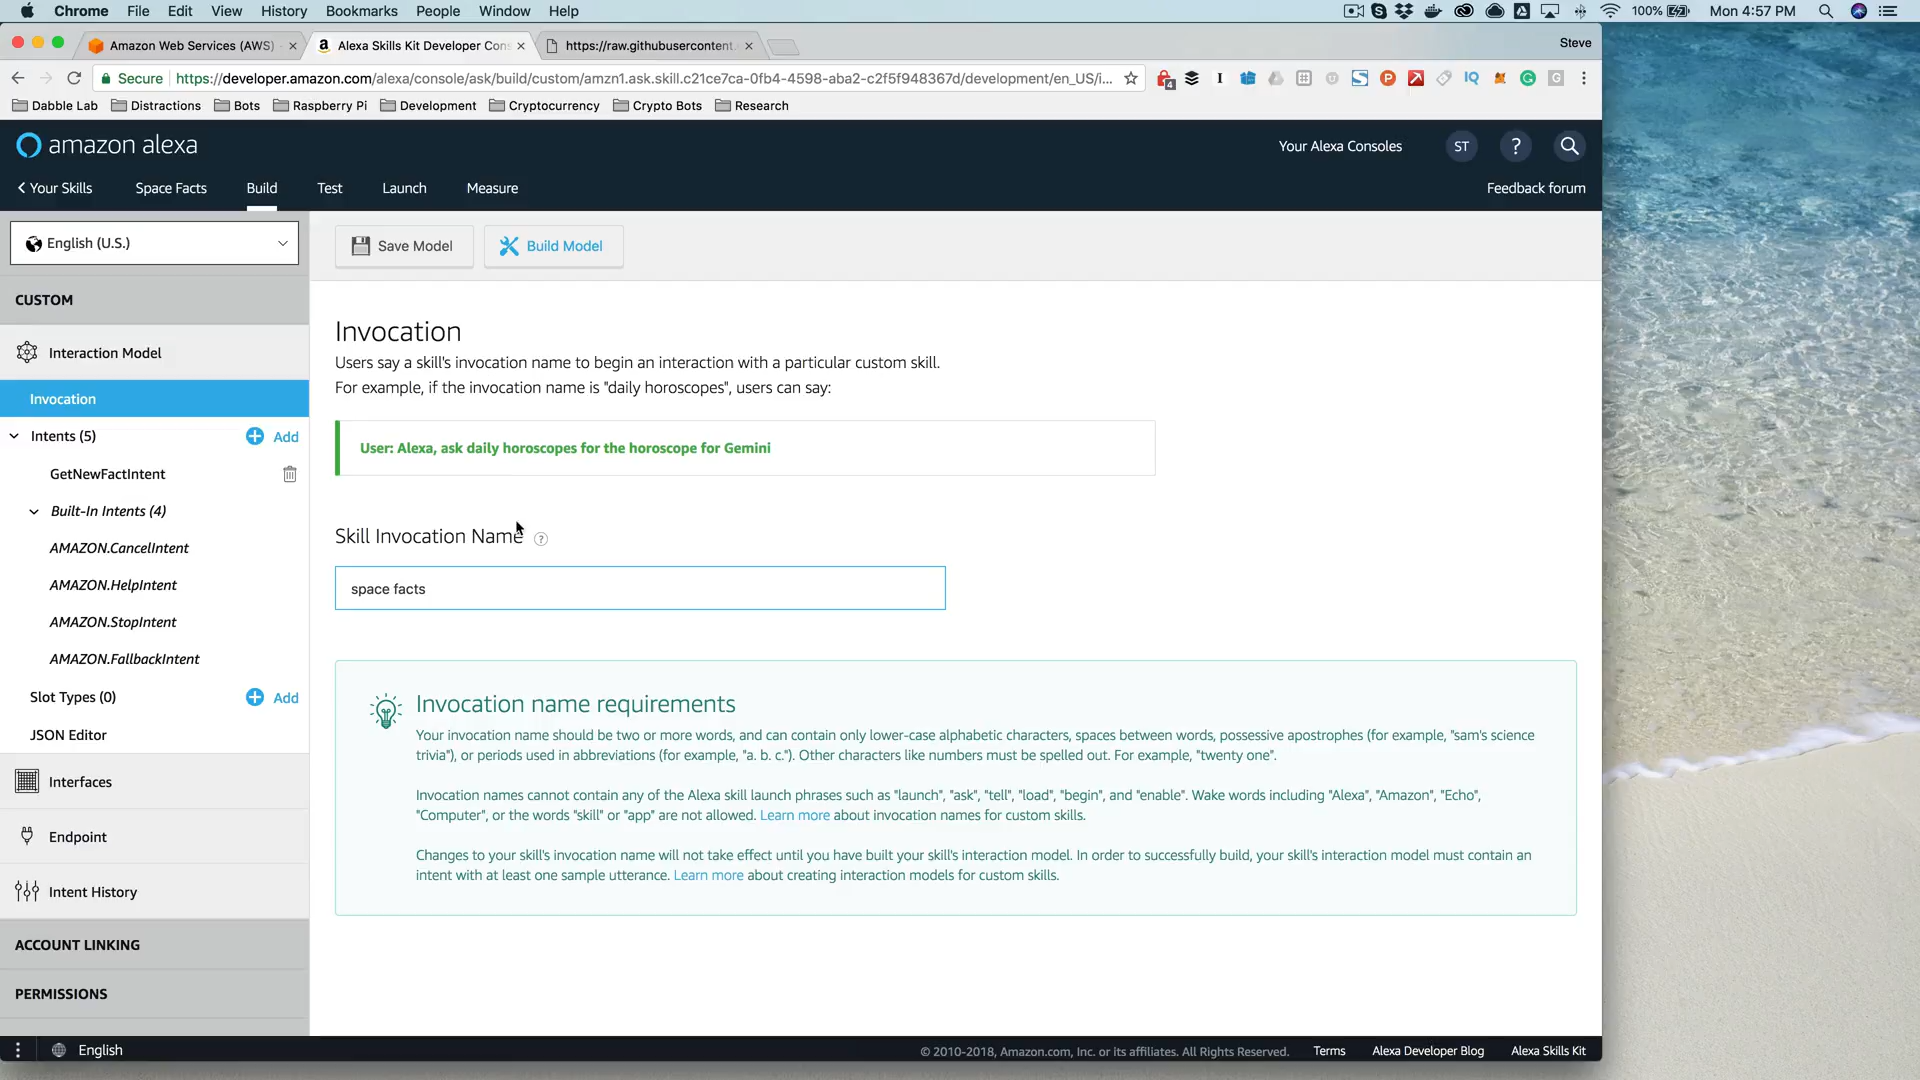 Chrome File Edit View History Bookmarks People Window Help
100% Mon 4:57 PM
Amazon Web Services (AWS)
Alexa Skills Kit Developer Con
https://raw.githubusercontent.
Steve
Secure https://developer.amazon.com/alexa/console/ask/build/custom/amzn1.ask.skill.c21ce7ca-0fb4-4598-aba2-c2f5f948367d/development/en_US/i...
Dabble Lab Distractions Bots Raspberry Pi Development Cryptocurrency Crypto Bots Research
amazon alexa
Your Alexa Consoles ST ?
Your Skills Space Facts Build Test Launch Measure Feedback forum
English (U.S.)
Save Model Build Model
CUSTOM
Interaction Model
Invocation
Intents (5) Add
GetNewFactIntent
Built-In Intents (4)
AMAZON.CancelIntent
AMAZON.HelpIntent
AMAZON.StopIntent
AMAZON.FallbackIntent
Slot Types (0) Add
JSON Editor
Interfaces
Endpoint
Intent History
ACCOUNT LINKING
PERMISSIONS
Invocation
Users say a skill's invocation name to begin an interaction with a particular custom skill.
For example, if the invocation name is "daily horoscopes", users can say:
User: Alexa, ask daily horoscopes for the horoscope for Gemini
Skill Invocation Name ?
space facts
Invocation name requirements
Your invocation name should be two or more words, and can contain only lower-case alphabetic characters, spaces between words, possessive apostrophes (for example, "sam's science
trivia"), or periods used in abbreviations (for example, "a. b. c."). Other characters like numbers must be spelled out. For example, "twenty one".
Invocation names cannot contain any of the Alexa skill launch phrases such as "launch", "ask", "tell", "load", "begin", and "enable". Wake words including "Alexa", "Amazon", "Echo",
"Computer", or the words "skill" or "app" are not allowed. Learn more about invocation names for custom skills.
Changes to your skill's invocation name will not take effect until you have built your skill's interaction model. In order to successfully build, your skill's interaction model must contain an
intent with at least one sample utterance. Learn more about creating interaction models for custom skills.
English
© 2010-2018, Amazon.com, Inc. or its affiliates. All Rights Reserved. Terms Alexa Developer Blog Alexa Skills Kit